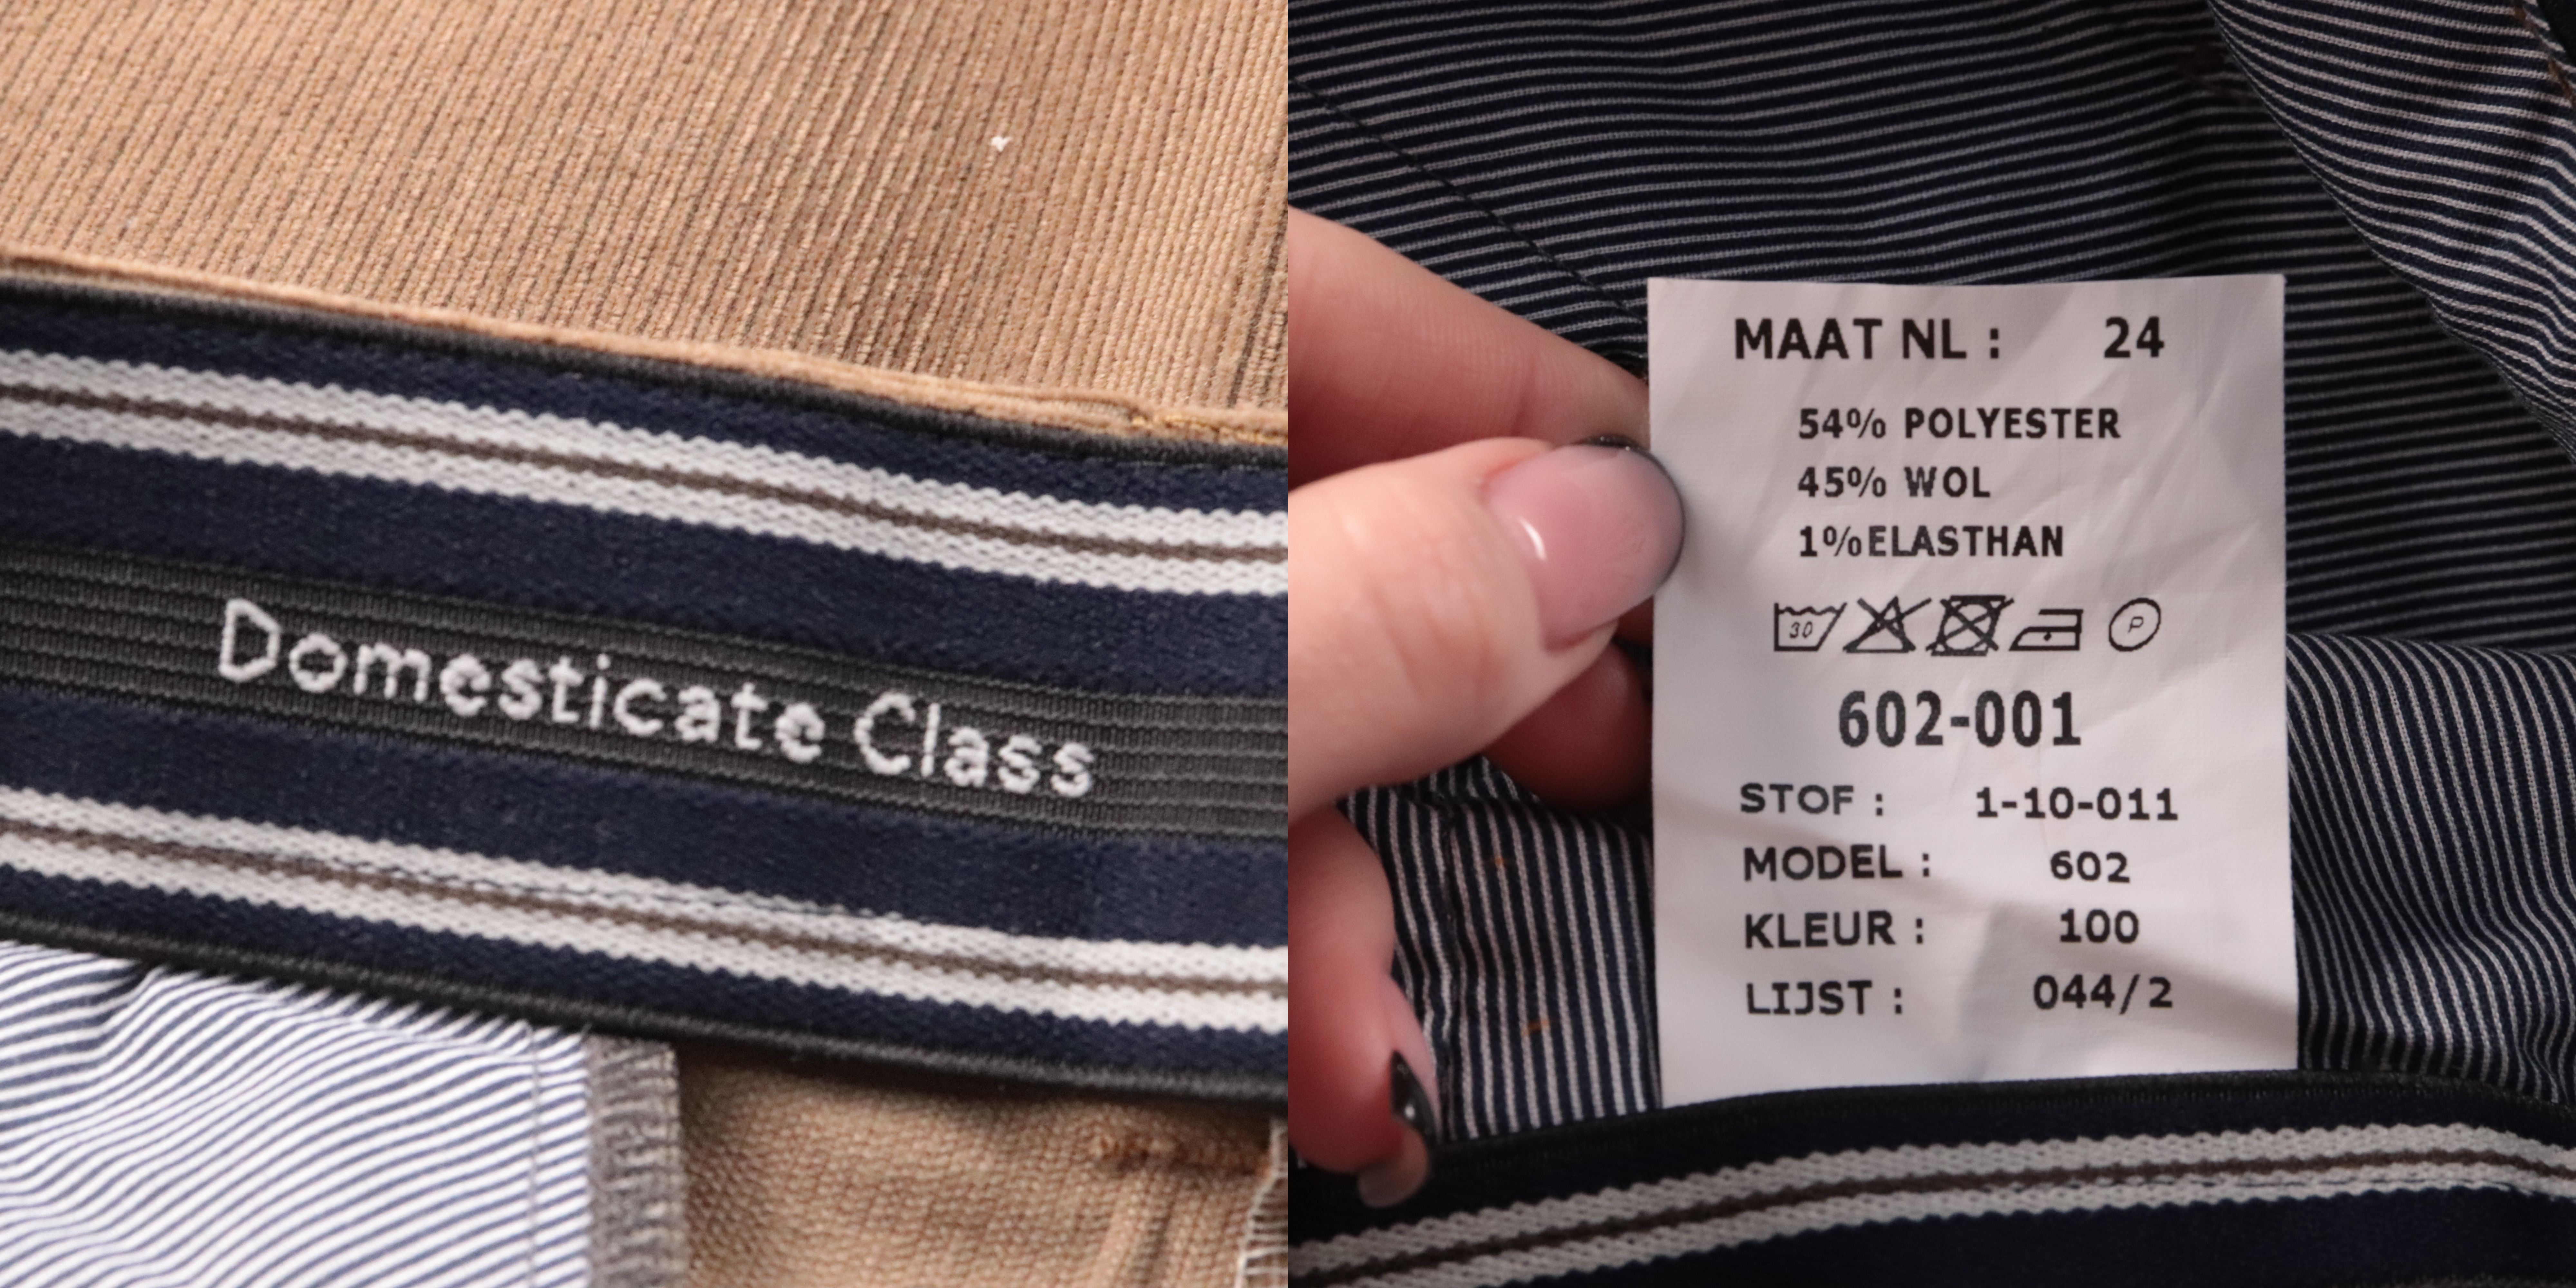 Domesticate Class
MAAT NL : 24
54% POLYESTER
45% WOL
1%ELASTHAN
30 P
602-001
STOF : 1-10-011
MODEL : 602
KLEUR : 100
LIJST : 044/2